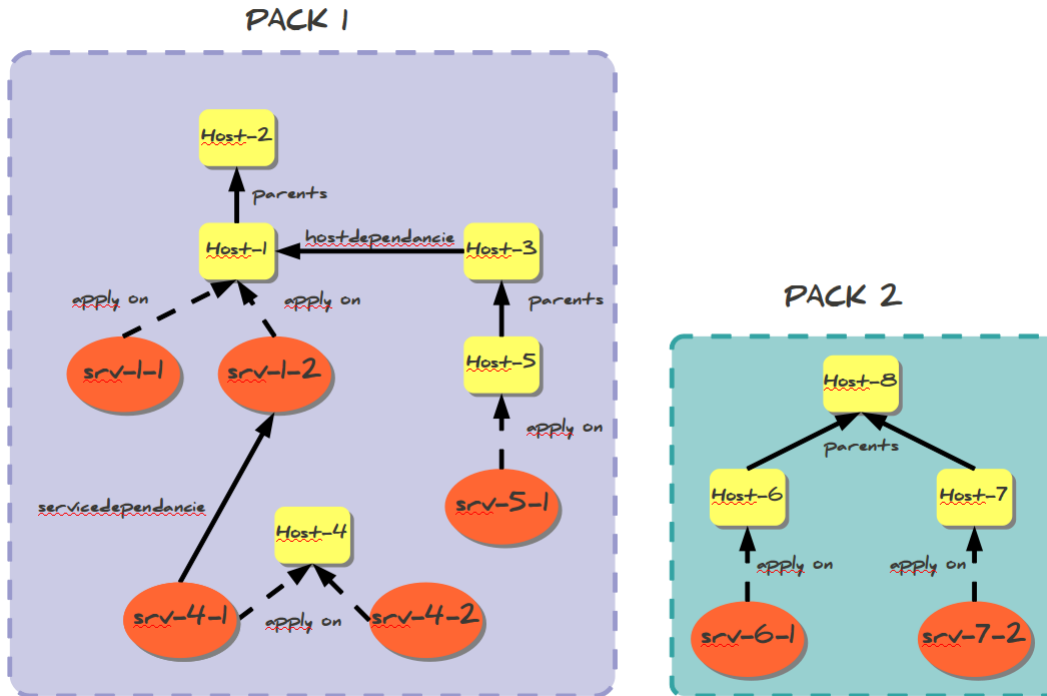 PACK 1
Host-2
parents
Host-1
hostdependancie
Host-3
apply on
apply on
parents
srv-1-1
srv-1-2
Host-5
apply on
servicedependancie
srv-5-1
Host-4
srv-4-1
apply on
srv-4-2
PACK 2
Host-8
parents
Host-6
Host-7
apply on
apply on
srv-6-1
srv-7-2